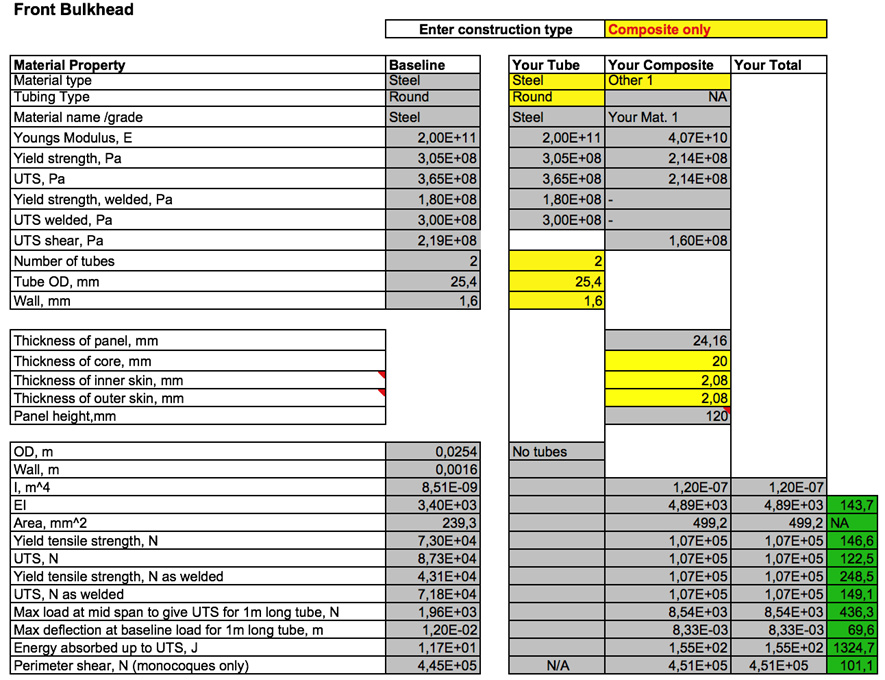 Front Bulkhead
Enter construction type Composite only
Material Property Baseline Your Tube Your Composite Your Total
Material type Steel Steel Other 1
Tubing Type Round Round NA
Material name /grade Steel Steel Your Mat. 1
Youngs Modulus, E 2,00E+11 2,00E+11 4,07E+10
Yield strength, Pa 3,05E+08 3,05E+08 2,14E+08
UTS, Pa 3,65E+08 3,65E+08 2,14E+08
Yield strength, welded, Pa 1,80E+08 1,80E+08 -
UTS welded, Pa 3,00E+08 3,00E+08 -
UTS shear, Pa 2,19E+08 1,60E+08
Number of tubes 2 2
Tube OD, mm 25,4 25,4
Wall, mm 1,6 1,6
Thickness of panel, mm 24,16
Thickness of core, mm 20
Thickness of inner skin, mm 2,08
Thickness of outer skin, mm 2,08
Panel height,mm 120
OD, m 0,0254 No tubes
Wall, m 0,0016
I, m^4 8,51E-09 1,20E-07 1,20E-07
EI 3,40E+03 4,89E+03 4,89E+03 143,7
Area, mm^2 239,3 499,2 499,2 NA
Yield tensile strength, N 7,30E+04 1,07E+05 1,07E+05 146,6
UTS, N 8,73E+04 1,07E+05 1,07E+05 122,5
Yield tensile strength, N as welded 4,31E+04 1,07E+05 1,07E+05 248,5
UTS, N as welded 7,18E+04 1,07E+05 1,07E+05 149,1
Max load at mid span to give UTS for 1m long tube, N 1,96E+03 8,54E+03 8,54E+03 436,3
Max deflection at baseline load for 1m long tube, m 1,20E-02 8,33E-03 8,33E-03 69,6
Energy absorbed up to UTS, J 1,17E+01 1,55E+02 1,55E+02 1324,7
Perimeter shear, N (monocoques only) 4,45E+05 N/A 4,51E+05 4,51E+05 101,1